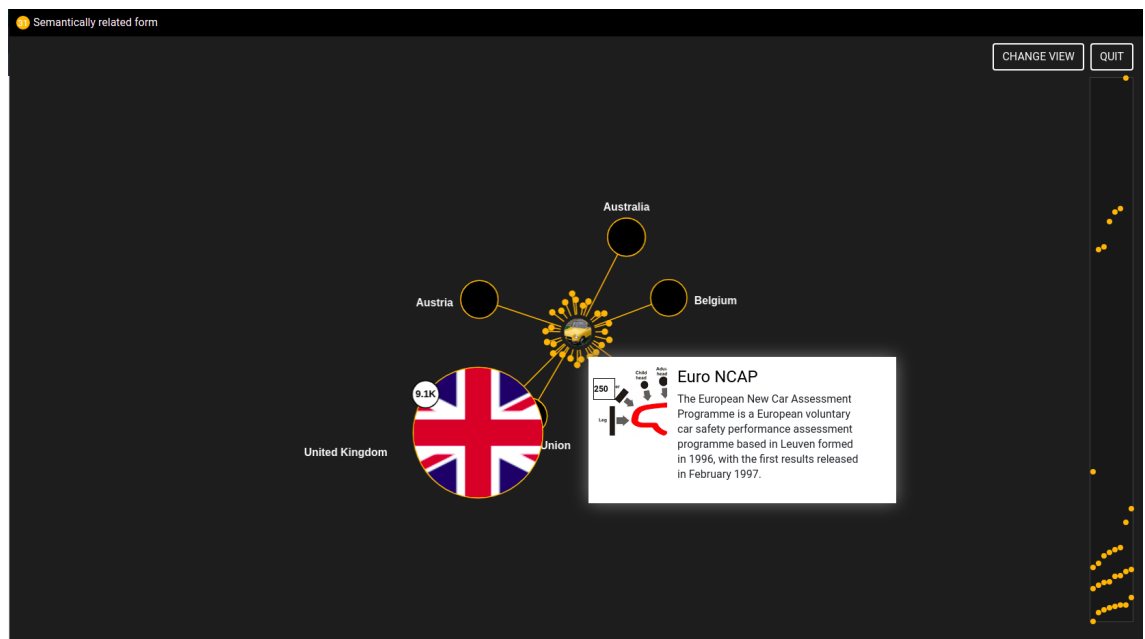 Semantically related form
CHANGE VIEW
QUIT
Australia
Austria
Belgium
9.1K
United Kingdom
Union
250
Child
head
head
Leg
Euro NCAP
The European New Car Assessment
Programme is a European voluntary
car safety performance assessment
programme based in Leuven formed
in 1996, with the first results released
in February 1997.